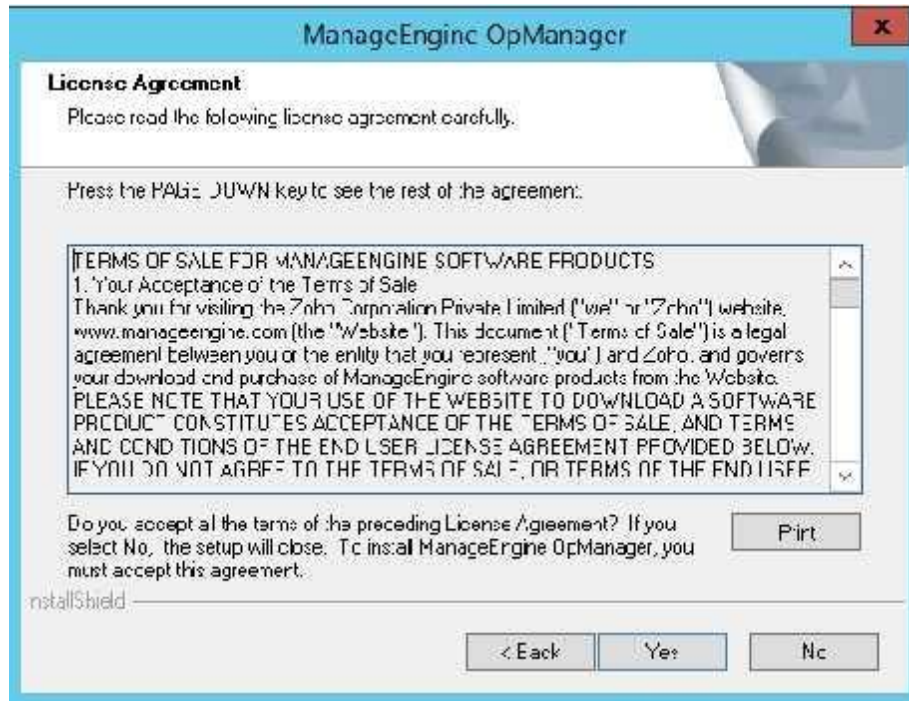 ManageEngine OpManager
x
License Agreement
Please read the following license agreement carefully.
Press the PAGE DOWN key to see the rest of the agreement.
TERMS OF SALE FOR MANAGEENGINE SOFTWARE PRODUCTS
1. Your Acceptance of the Terms of Sale
Thank you for visiting the Zoho Corporation Private Limited ("we" or "Zoho") website,
www.manageengine.com (the "Website"). This document ("Terms of Sale") is a legal
agreement between you or the entity that you represent ("you") and Zoho, and governs
your download and purchase of ManageEngine software products from the Website.
PLEASE NOTE THAT YOUR USE OF THE WEBSITE TO DOWNLOAD A SOFTWARE
PRODUCT CONSTITUTES ACCEPTANCE OF THE TERMS OF SALE, AND TERMS
AND CONDITIONS OF THE END USER LICENSE AGREEMENT PROVIDED BELOW.
IF YOU DO NOT AGREE TO THE TERMS OF SALE, OR TERMS OF THE END USER
Do you accept all the terms of the preceding License Agreement? If you
select No, the setup will close. To install ManageEngine OpManager, you
must accept this agreement.
Print
InstallShield
< Back
Yes
No